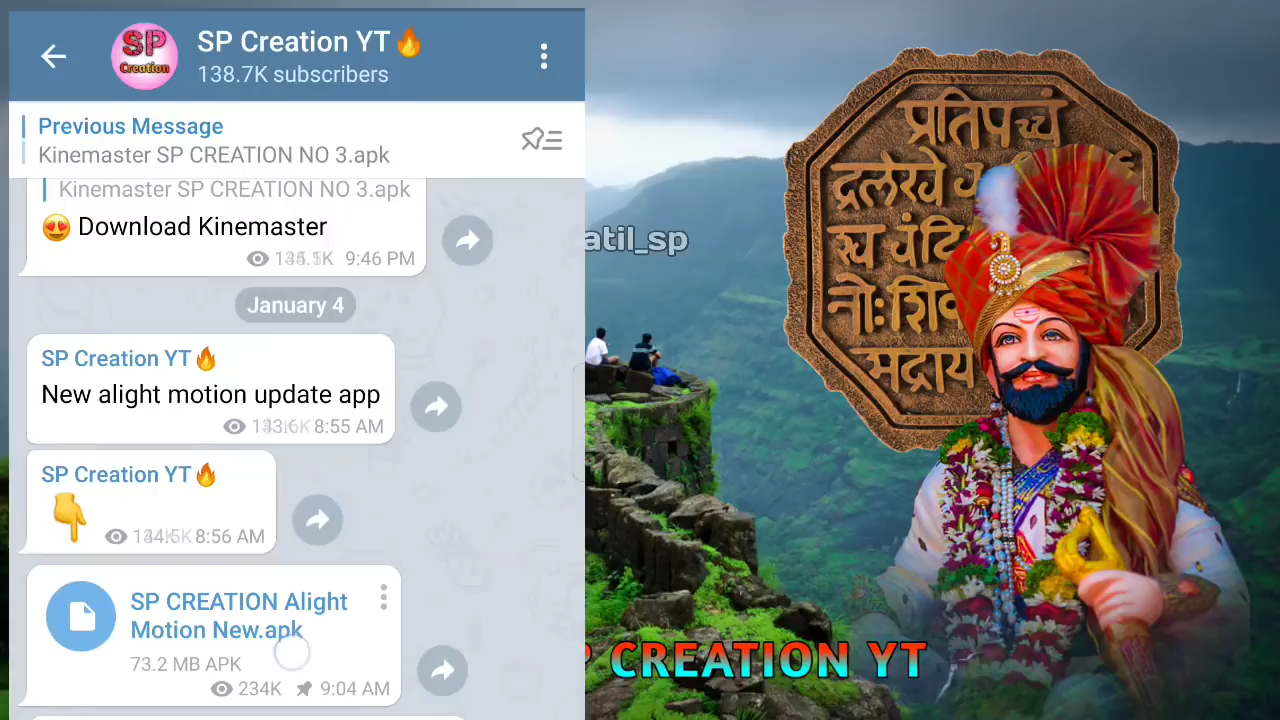 SP Creation YT🔥
138.7K subscribers
SP
Creation
Previous Message
Kinemaster SP CREATION NO 3.apk
Kinemaster SP CREATION NO 3.apk
😍 Download Kinemaster
9:46 PM
January 4
SP Creation YT🔥
New alight motion update app
8:55 AM
SP Creation YT🔥
👇
8:56 AM
SP CREATION Alight
Motion New.apk
73.2 MB APK
234K 9:04 AM
atil_sp
प्रतिपच्चं
मद्राय
CREATION YT